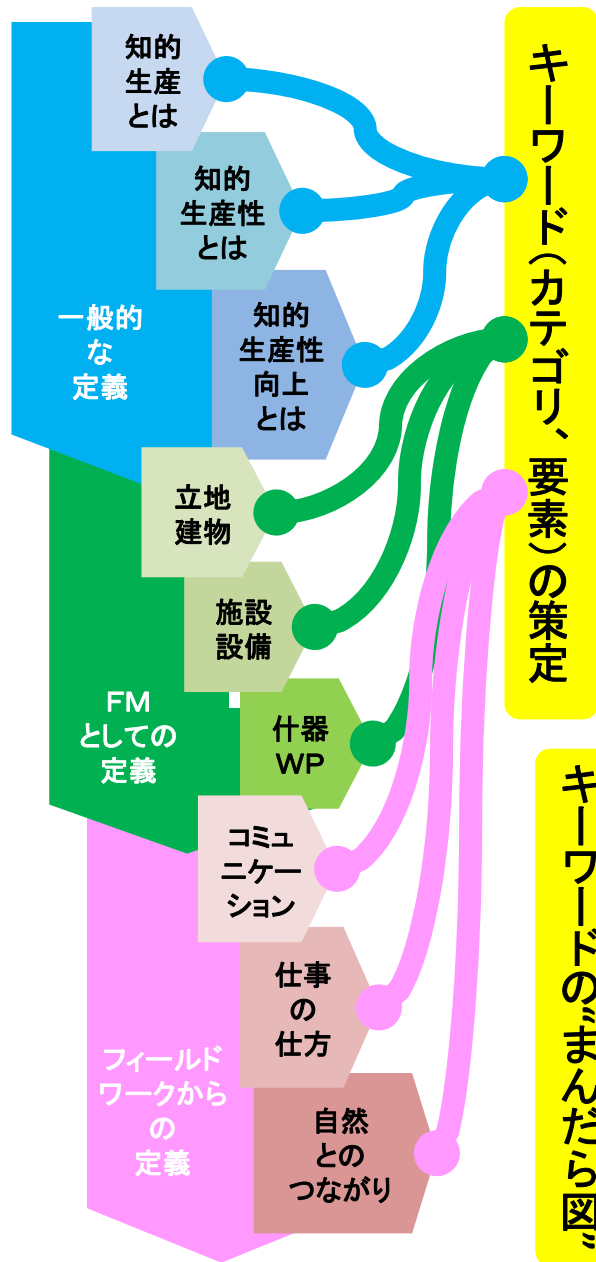 知的
生産
とは
知的
生産性
とは
知的
生産性
向上
とは
一般的
な
定義
立地
建物
施設
設備
什器
WP
FM
としての
定義
コミュ
ニケー
ション
仕事
の
仕方
自然
との
つながり
フィールド
ワークから
の
定義
キーワード（カテゴリ、要素）の策定
キーワードの“まんだら図”